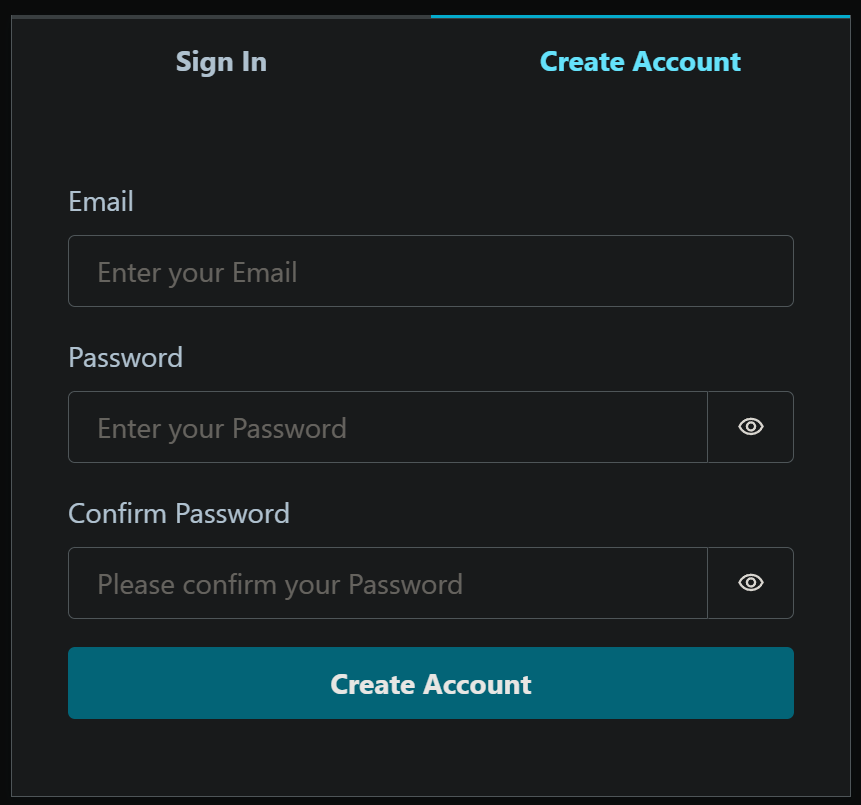 Sign In
Create Account
Email
Enter your Email
Password
Enter your Password
Confirm Password
Please confirm your Password
Create Account